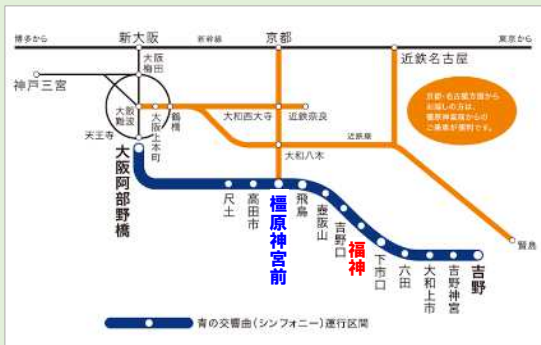 博多から
新大阪
新幹線
京都
東京から
近鉄名古屋
大阪梅田
神戸三宮
大阪難波
大阪上本町
鶴橋
天王寺
大和西大寺
近鉄奈良
近鉄線
大和八木
京都・名古屋方面から
お越しの方は、
橿原神宮前からの
ご乗車が便利です。
大阪阿部野橋
尺土
高田市
橿原神宮前
飛鳥
壺阪山
吉野口
福神
下市口
六田
大和上市
吉野神宮
吉野
賢島
青の交響曲(シンフォニー)運行区間